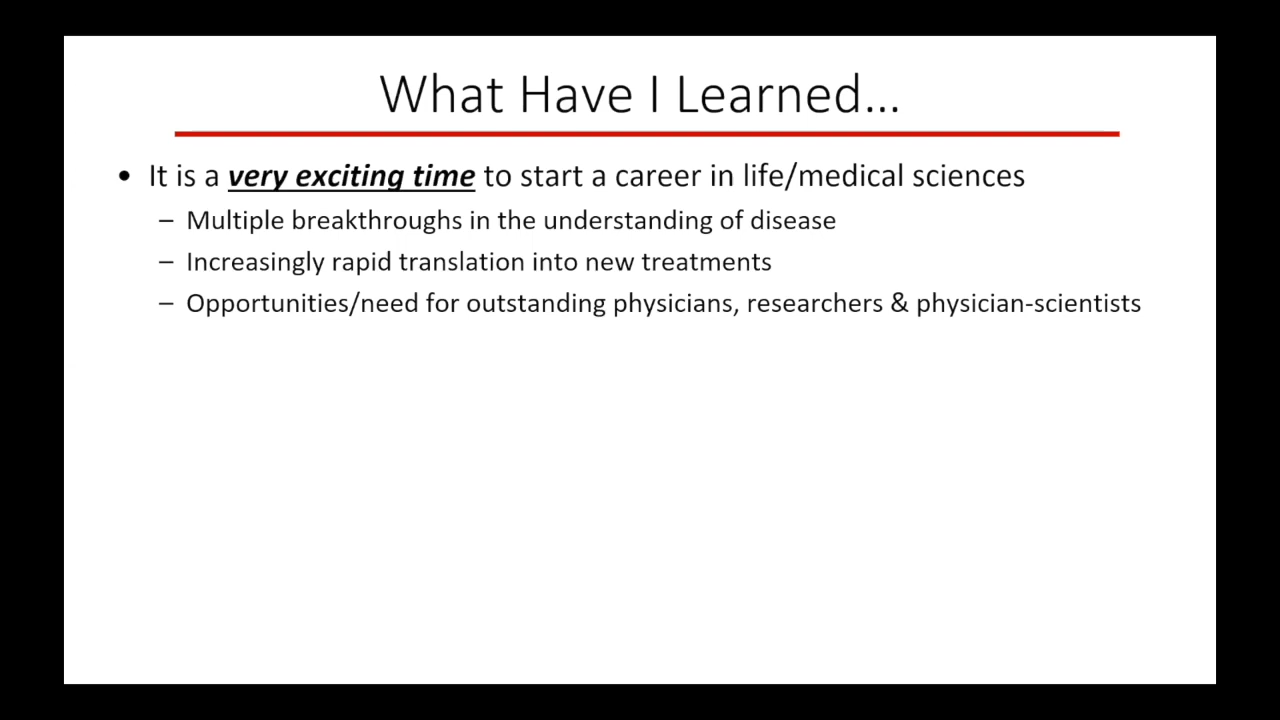 What Have I Learned...
• It is a very exciting time to start a career in life/medical sciences
– Multiple breakthroughs in the understanding of disease
– Increasingly rapid translation into new treatments
– Opportunities/need for outstanding physicians, researchers & physician-scientists